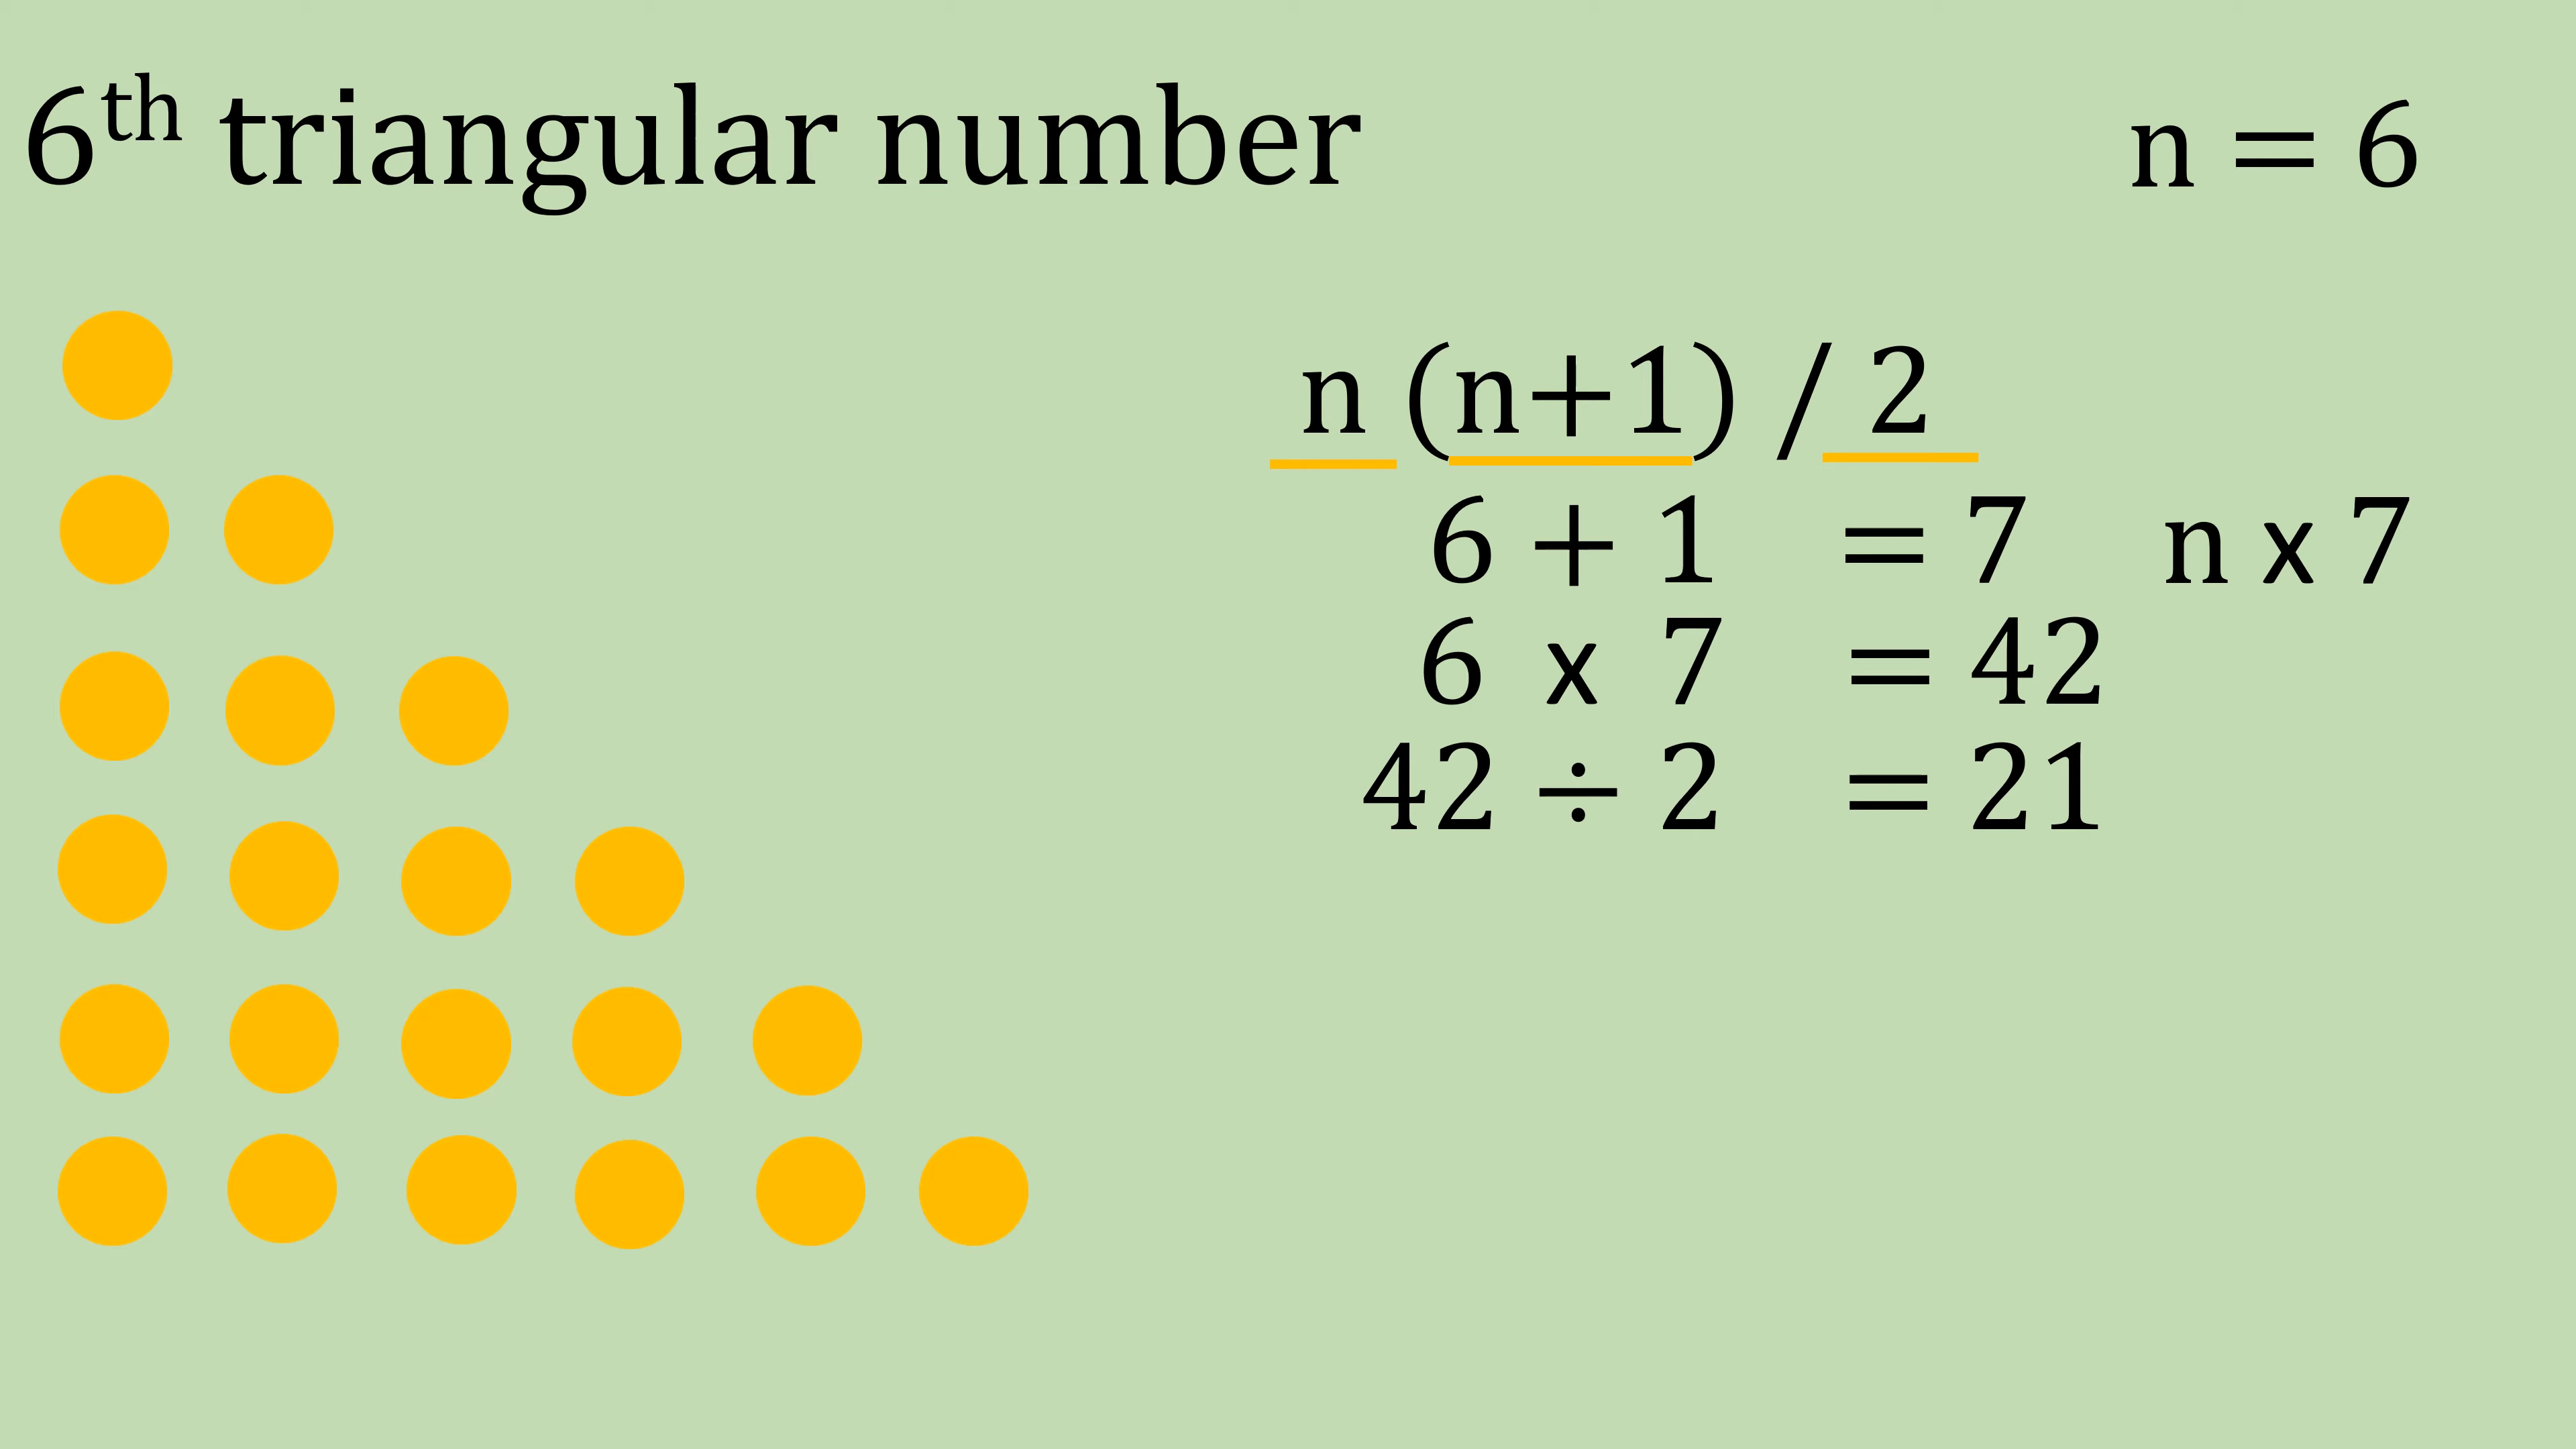 6th triangular number
n = 6
n (n+1) / 2
6 + 1 = 7 n x 7
6 x 7 = 42
42 ÷ 2 = 21